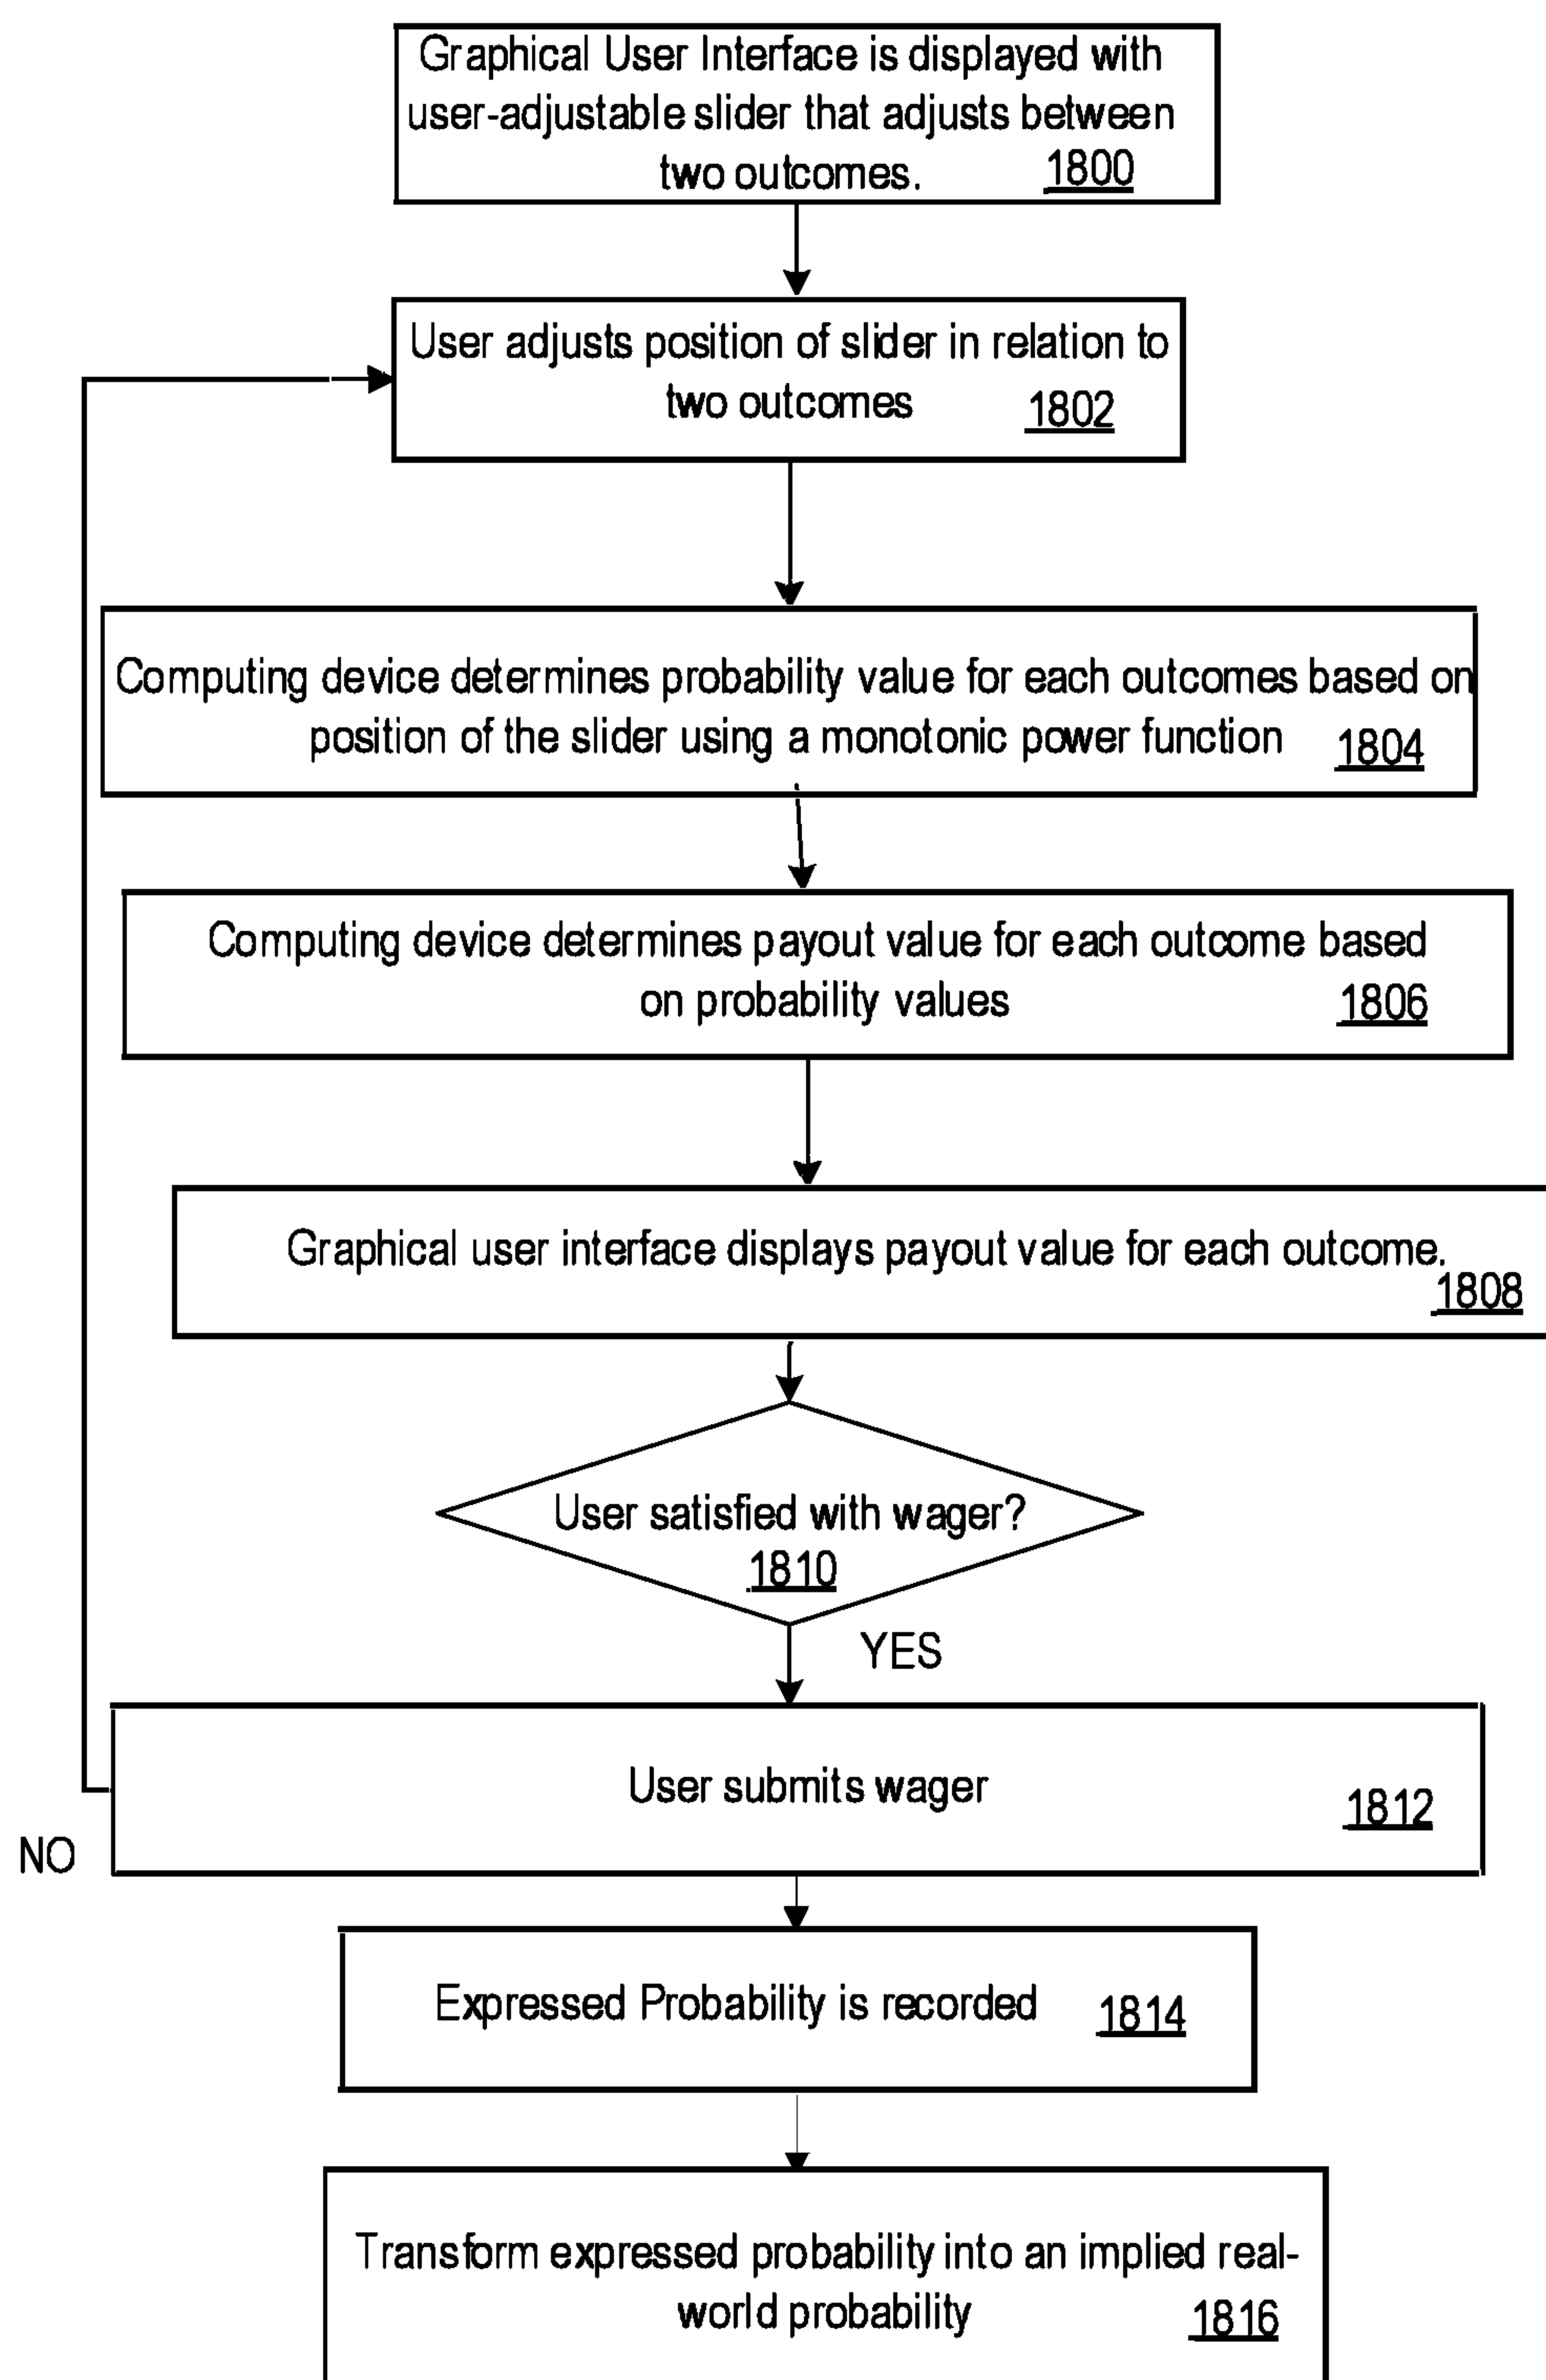 Graphical User Interface is displayed with
user-adjustable slider that adjusts between
two outcomes. 1800
User adjusts position of slider in relation to
two outcomes 1802
Computing device determines probability value for each outcomes based on
position of the slider using a monotonic power function 1804
Computing device determines payout value for each outcome based
on probability values 1806
Graphical user interface displays payout value for each outcome.
1808
User satisfied with wager?
1810
YES
User submits wager 1812
NO
Expressed Probability is recorded 1814
Transform expressed probability into an implied real-
world probability 1816